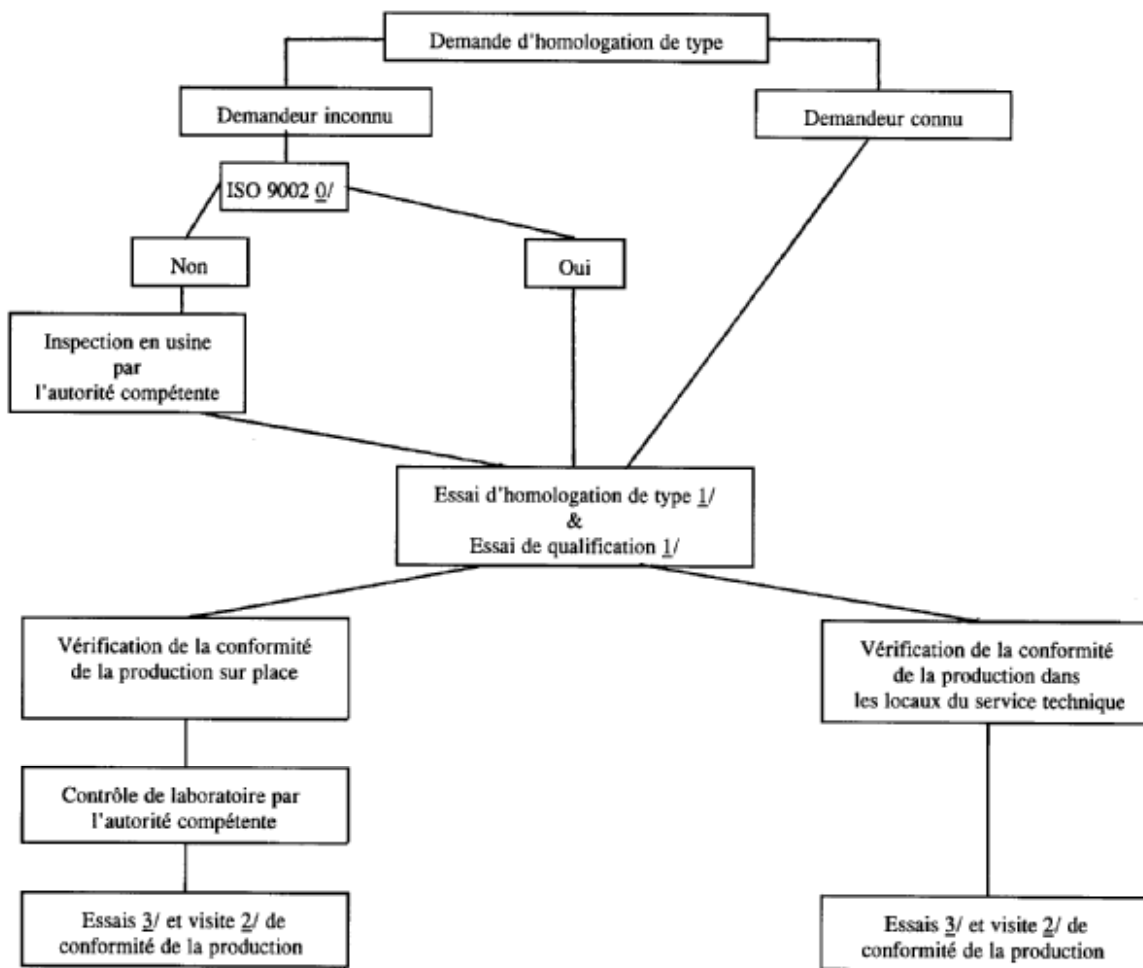 Demande d'homologation de type
Demandeur inconnu
Demandeur connu
ISO 9002 0/
Non
Oui
Inspection en usine
par
l'autorité compétente
Essai d'homologation de type 1/
&
Essai de qualification 1/
Vérification de la conformité
de la production sur place
Vérification de la conformité
de la production dans
les locaux du service technique
Contrôle de laboratoire par
l'autorité compétente
Essais 3/ et visite 2/ de
conformité de la production
Essais 3/ et visite 2/ de
conformité de la production